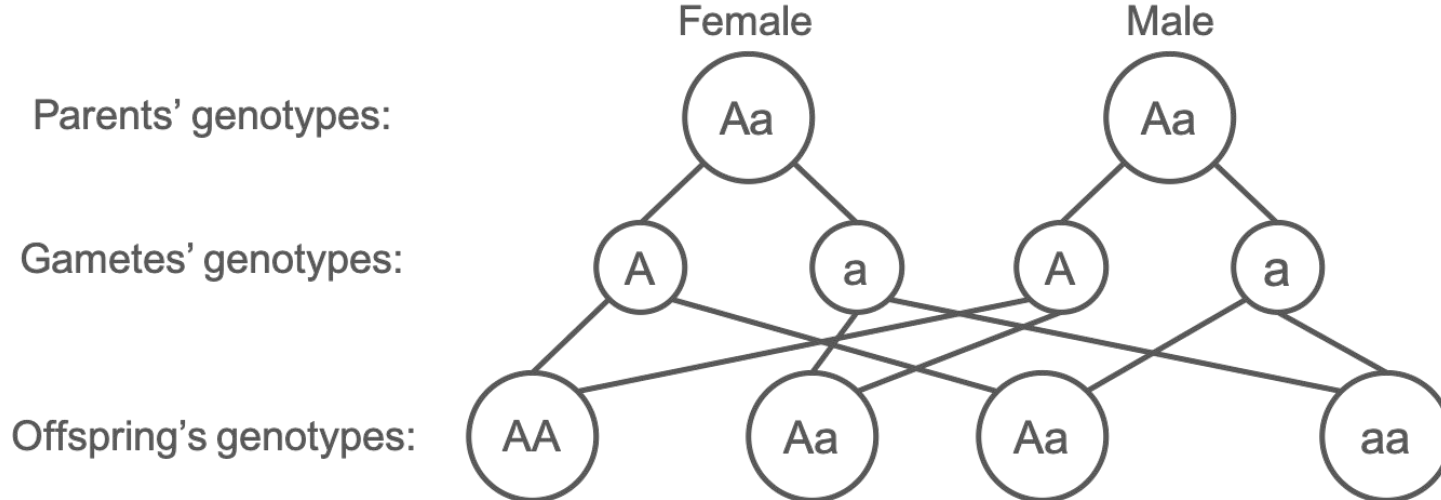 Female Male
Parents’ genotypes: Aa Aa
Gametes’ genotypes: A a A a
Offspring’s genotypes: AA Aa Aa aa